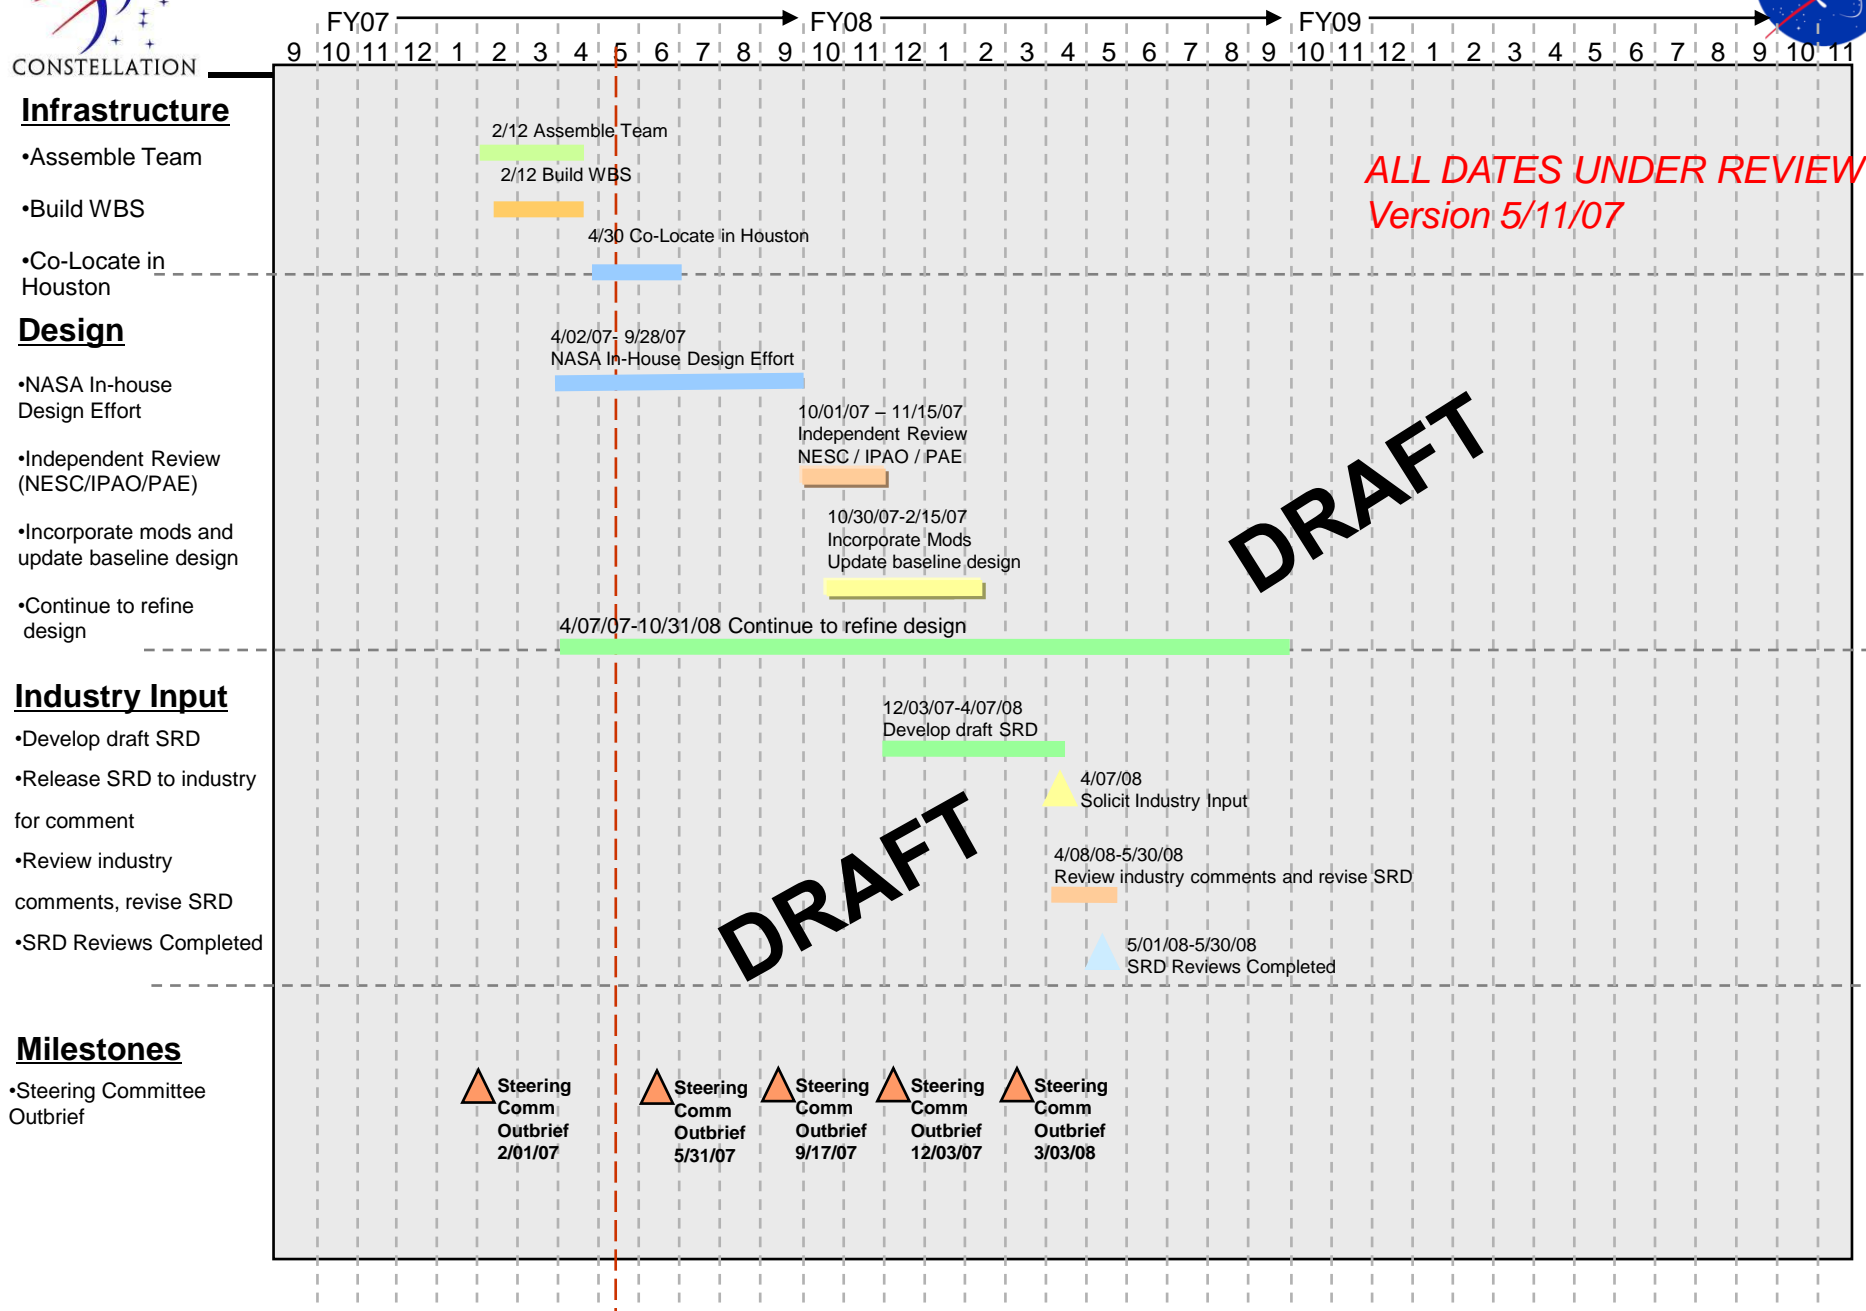 FY07 FY08 FY09
9 10 11 12 1 2 3 4 5 6 7 8 9 10 11 12 1 2 3 4 5 6 7 8 9 10 11 12 1 2 3 4 5 6 7 8 9 10 11
CONSTELLATION
Infrastructure
•Assemble Team
•Build WBS
•Co-Locate in
Houston
2/12 Assemble Team
2/12 Build WBS
4/30 Co-Locate in Houston
ALL DATES UNDER REVIEW
Version 5/11/07
Design
•NASA In-house
Design Effort
•Independent Review
(NESC/IPAO/PAE)
•Incorporate mods and
update baseline design
•Continue to refine
design
4/02/07- 9/28/07
NASA In-House Design Effort
10/01/07 – 11/15/07
Independent Review
NESC / IPAO / PAE
10/30/07-2/15/07
Incorporate Mods
Update baseline design
4/07/07-10/31/08 Continue to refine design
DRAFT
Industry Input
•Develop draft SRD
•Release SRD to industry
for comment
•Review industry
comments, revise SRD
•SRD Reviews Completed
12/03/07-4/07/08
Develop draft SRD
4/07/08
Solicit Industry Input
4/08/08-5/30/08
Review industry comments and revise SRD
5/01/08-5/30/08
SRD Reviews Completed
DRAFT
Milestones
•Steering Committee
Outbrief
Steering
Comm
Outbrief
2/01/07
Steering
Comm
Outbrief
5/31/07
Steering
Comm
Outbrief
9/17/07
Steering
Comm
Outbrief
12/03/07
Steering
Comm
Outbrief
3/03/08